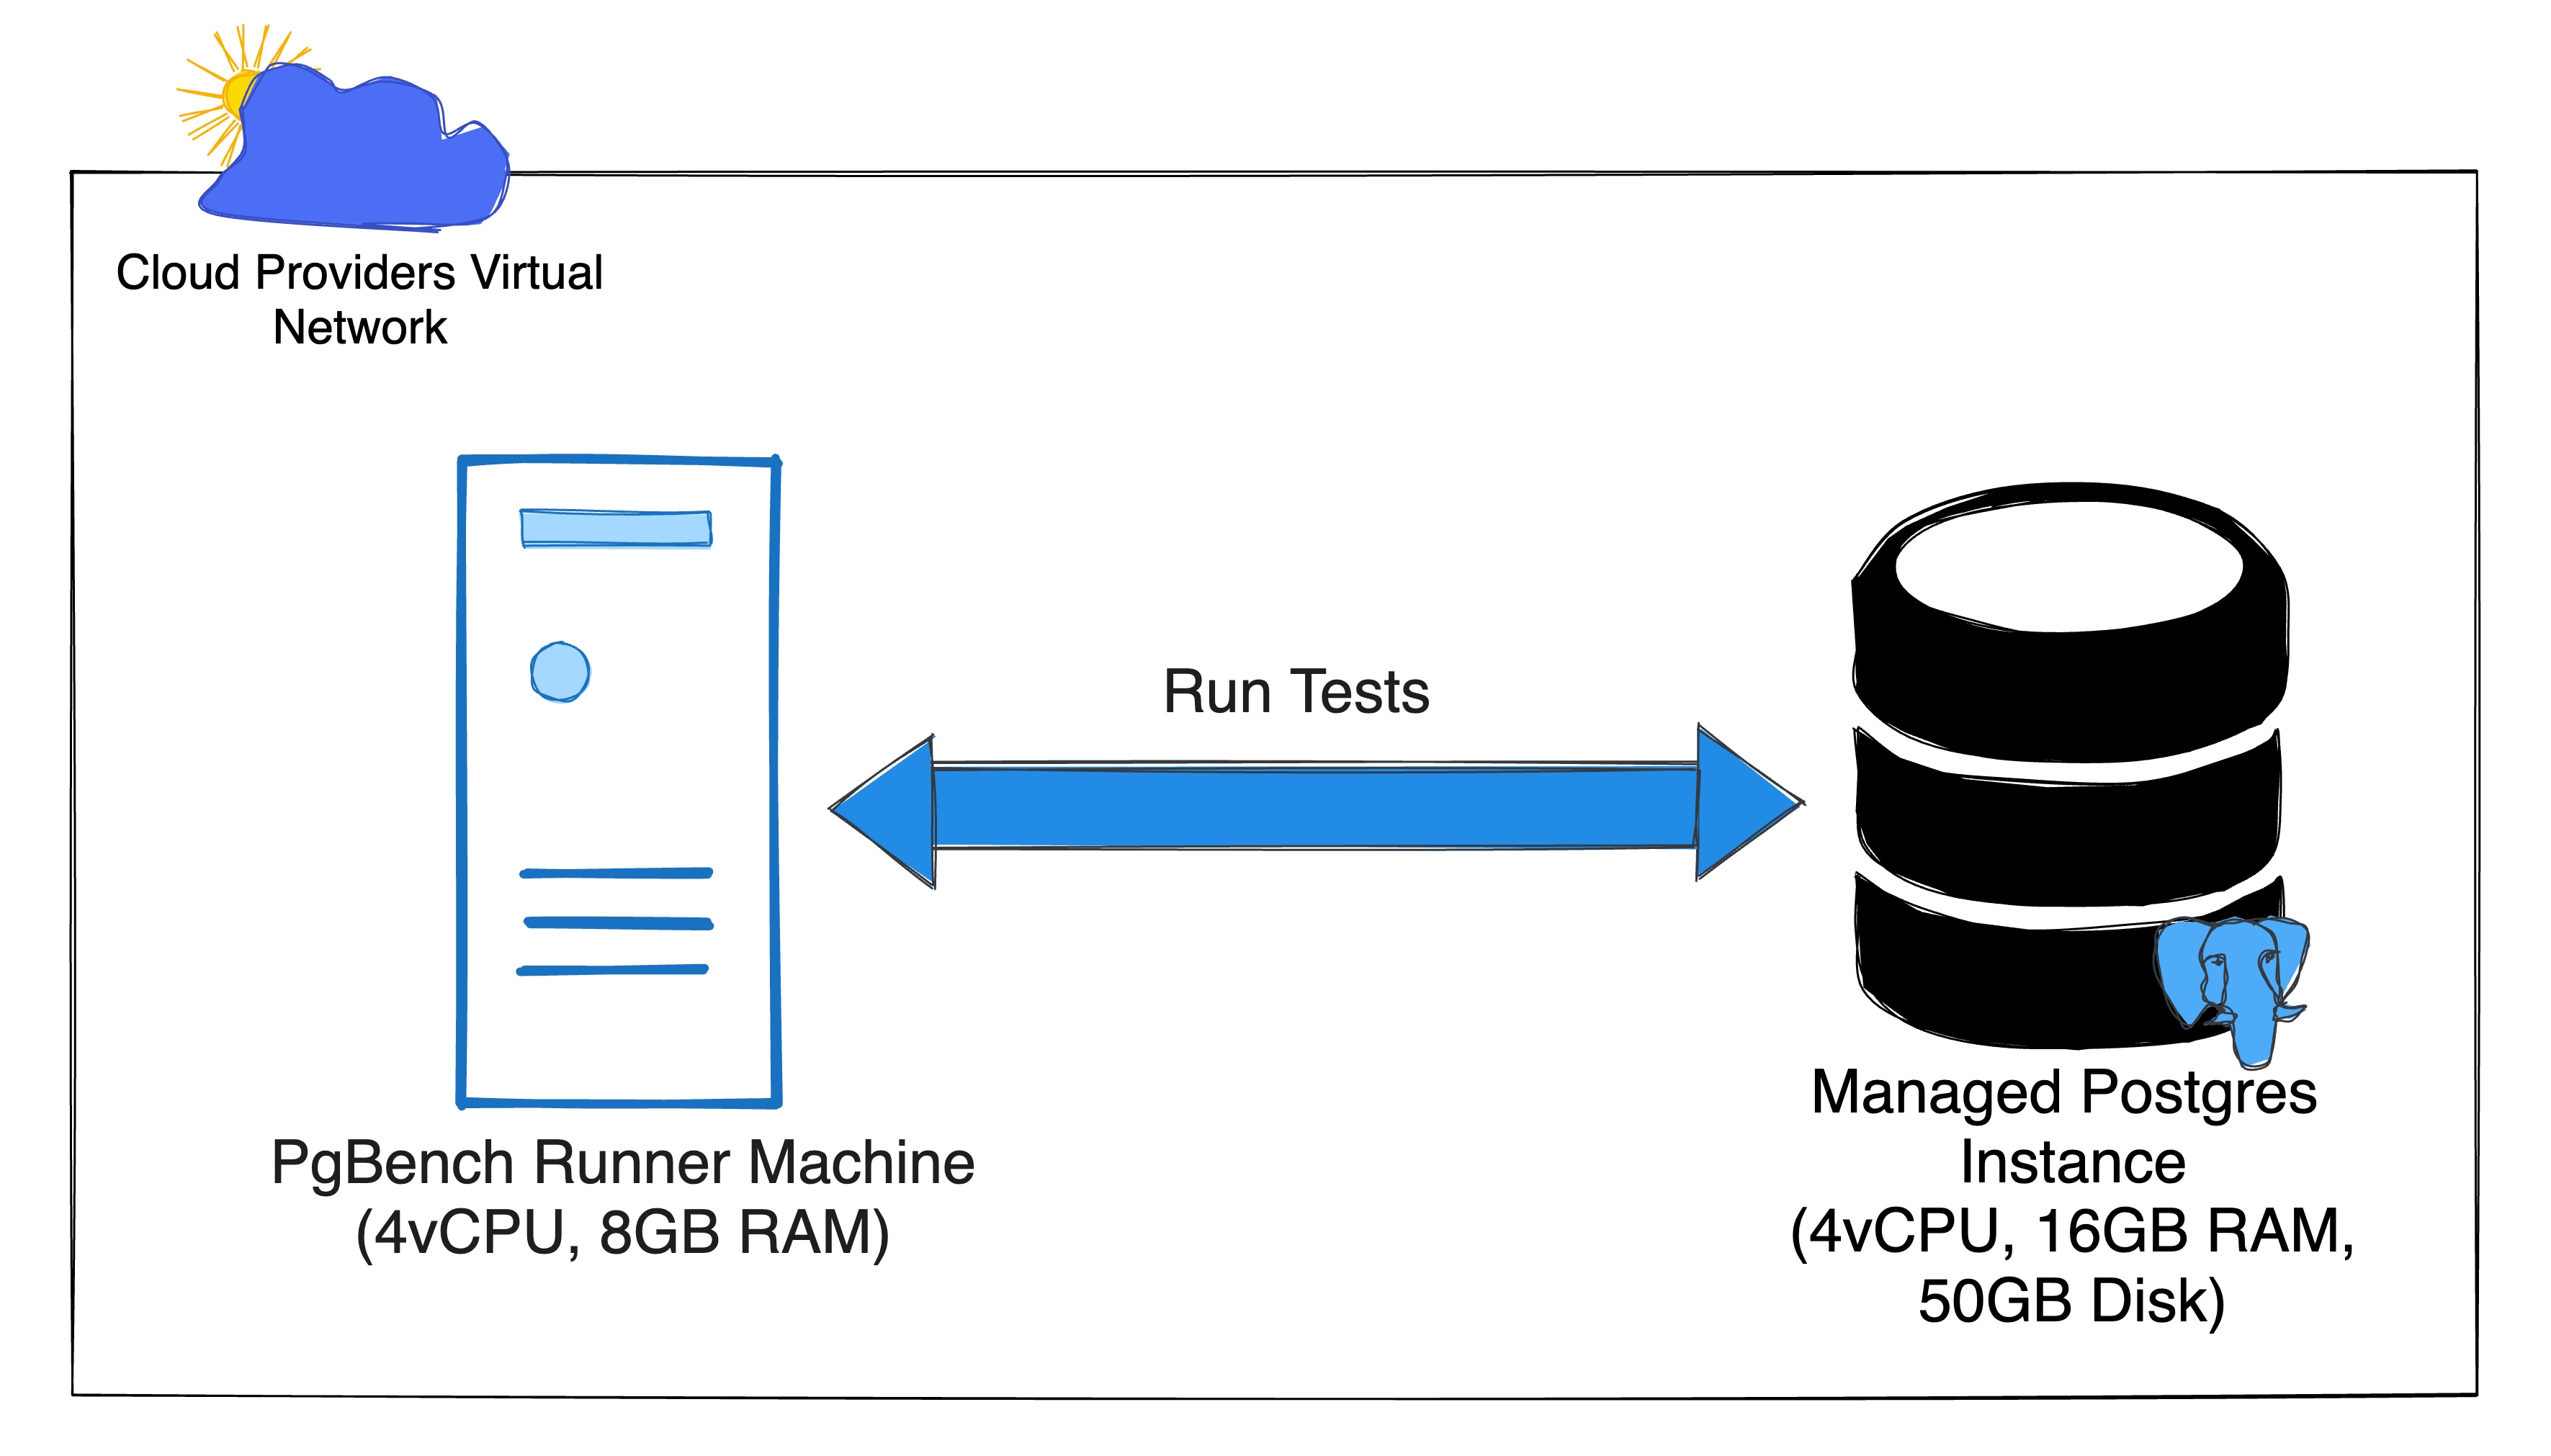 Cloud Providers Virtual
Network
Run Tests
PgBench Runner Machine
(4vCPU, 8GB RAM)
Managed Postgres
Instance
(4vCPU, 16GB RAM,
50GB Disk)